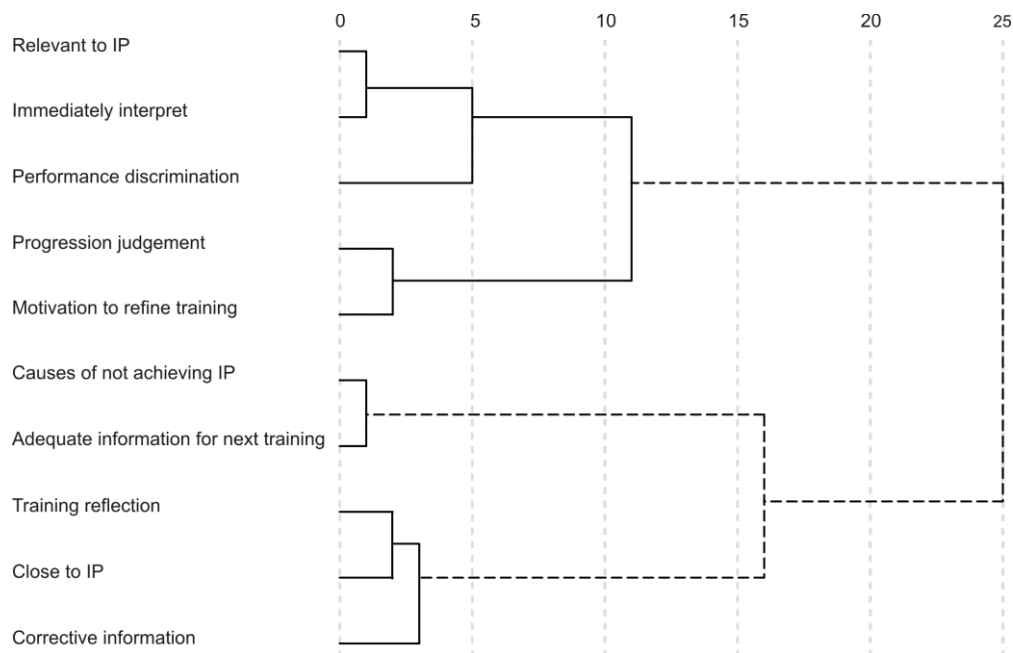 0 5 10 15 20 25
Relevant to IP
Immediately interpret
Performance discrimination
Progression judgement
Motivation to refine training
Causes of not achieving IP
Adequate information for next training
Training reflection
Close to IP
Corrective information